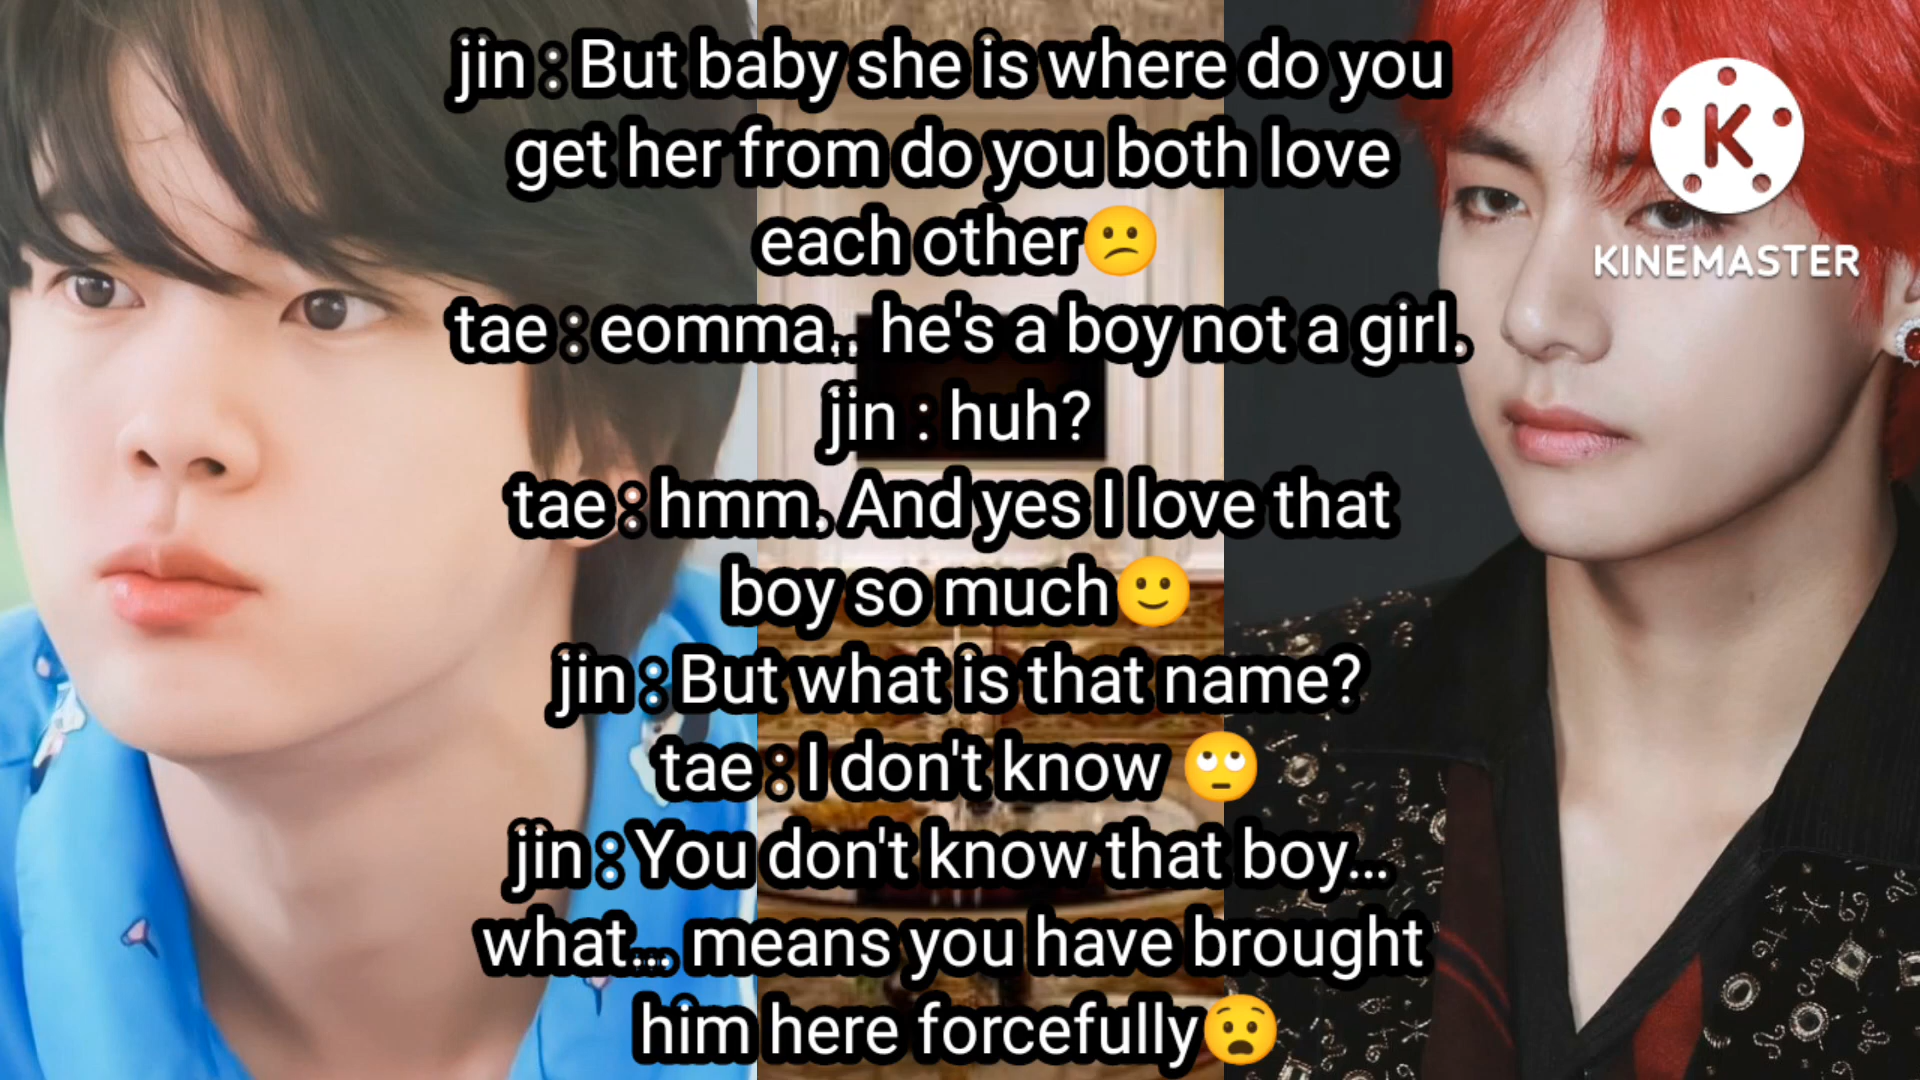 jin : But baby she is where do you
get her from do you both love
each other😕
tae : eomma.. he's a boy not a girl.
jin : huh?
tae : hmm. And yes I love that
boy so much🙂
jin : But what is that name?
tae : I don't know 🙄
jin : You don't know that boy...
what... means you have brought
him here forcefully😧
K
KINEMASTER